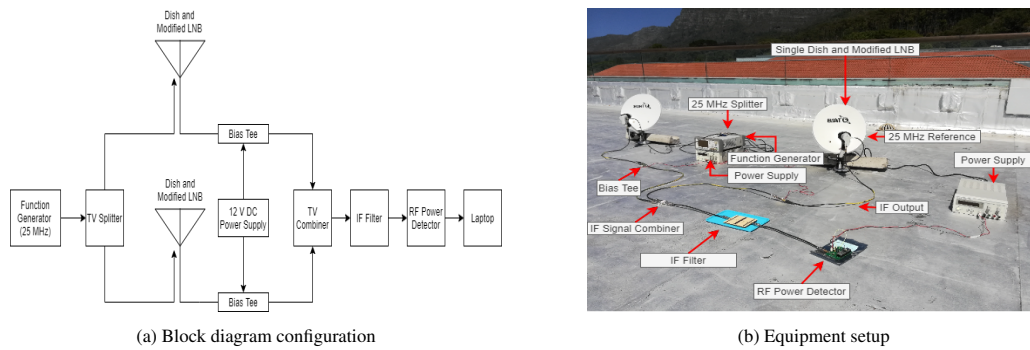 Dish and
Modified LNB
Bias Tee
Dish and
Modified LNB
Function
Generator
(25 MHz)
TV Splitter
12 V DC
Power Supply
TV
Combiner
IF Filter
RF Power
Detector
Laptop
Bias Tee
(a) Block diagram configuration
Single Dish and Modified LNB
25 MHz Splitter
25 MHz Reference
Function Generator
Power Supply
Power Supply
Bias Tee
IF Output
IF Signal Combiner
IF Filter
RF Power Detector
(b) Equipment setup